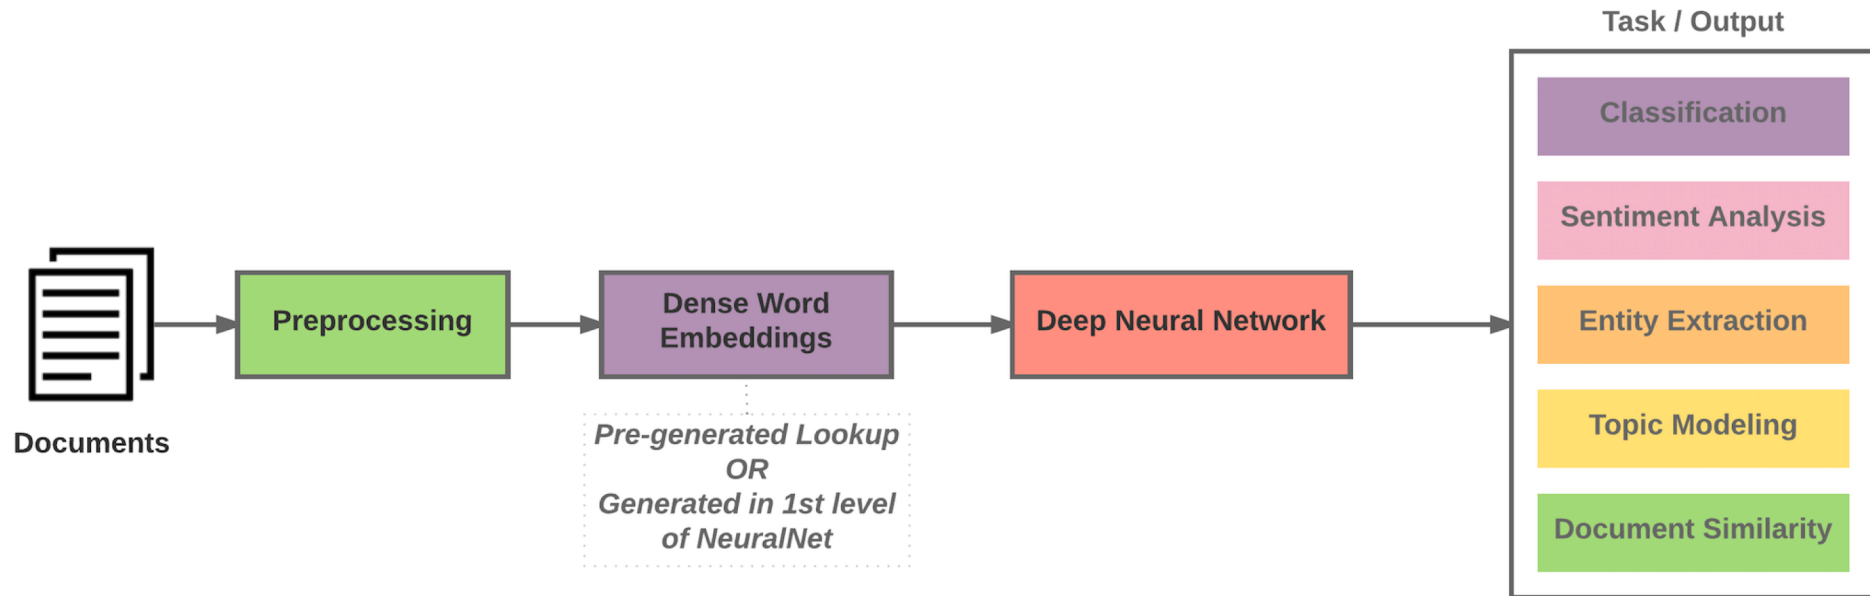 Task / Output
Classification
Sentiment Analysis
Entity Extraction
Topic Modeling
Document Similarity
Documents
Preprocessing
Dense Word
Embeddings
Deep Neural Network
Pre-generated Lookup
OR
Generated in 1st level
of NeuralNet